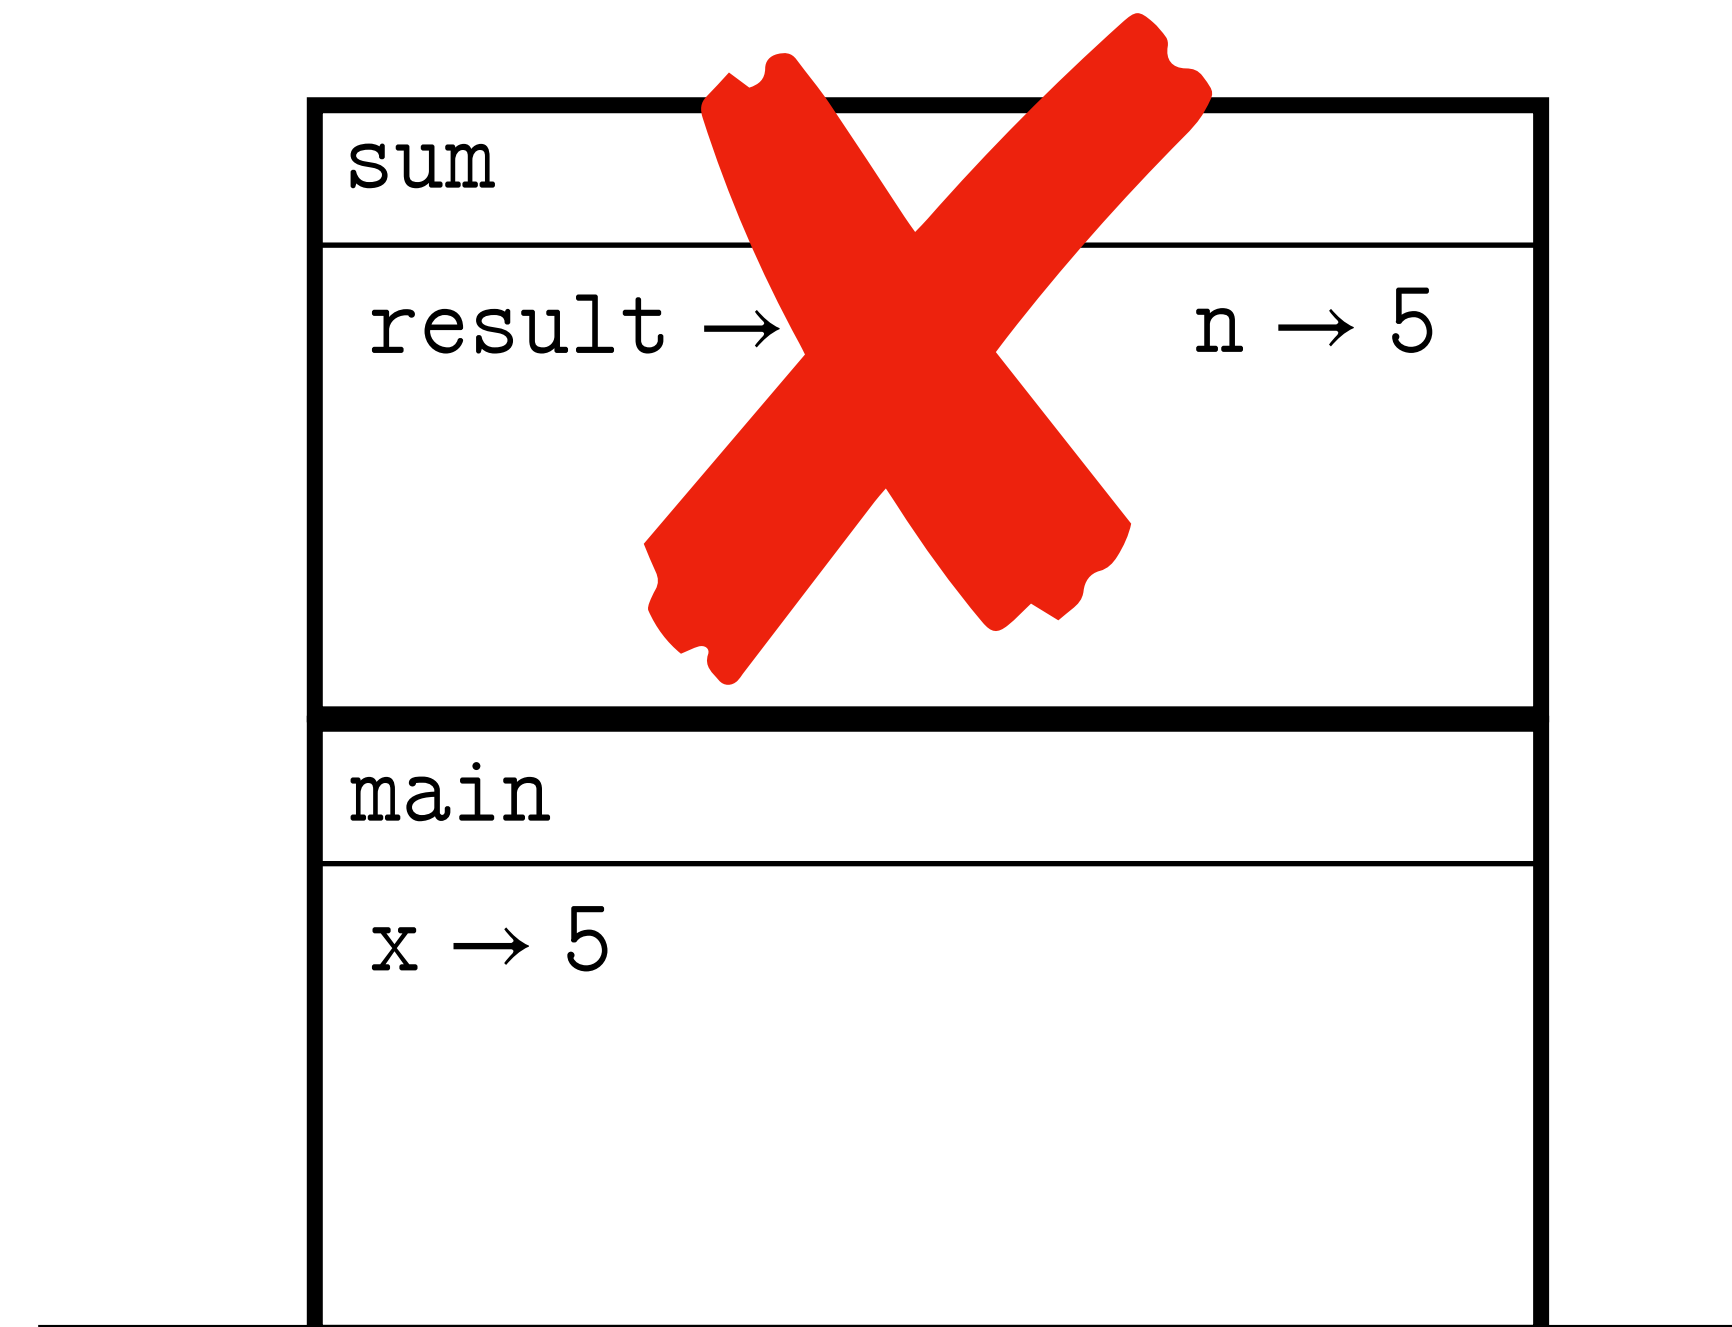 sum
result → n → 5
main
x → 5